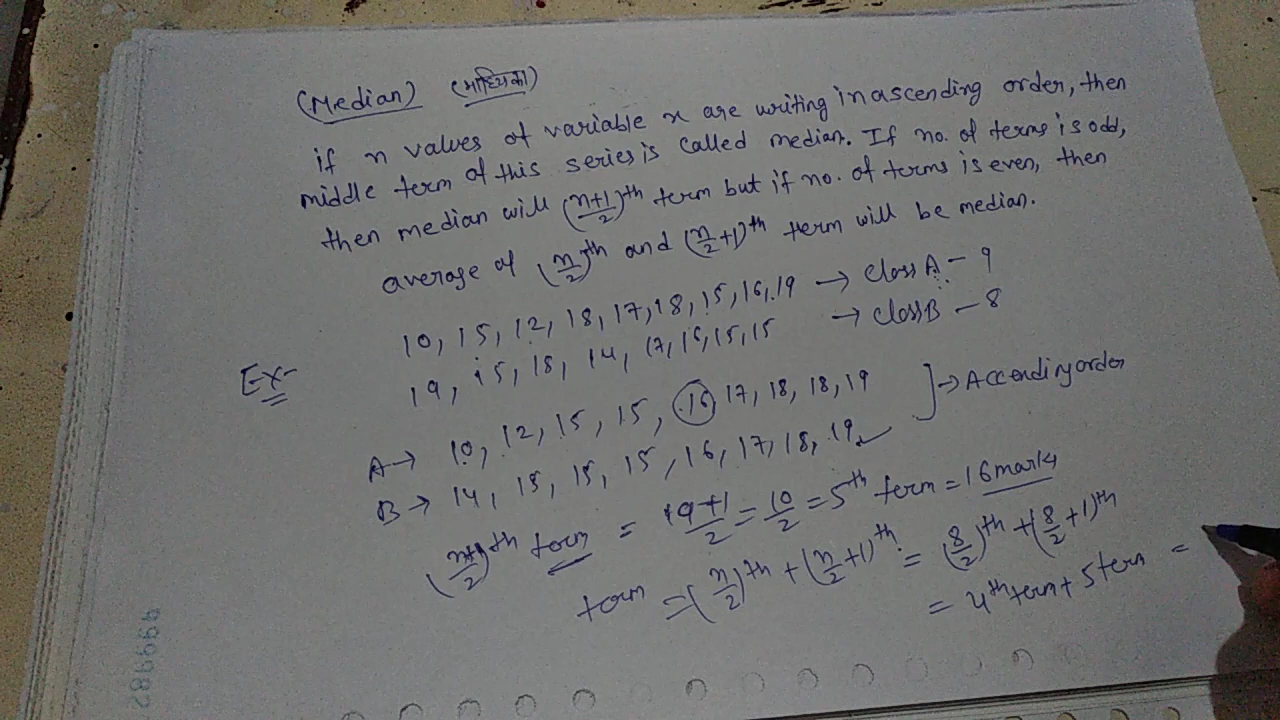 (Median) (माध्यिका)
if n values of variable x are writing in ascending order, then
middle term of this series is called median. If no. of terms is odd,
then median will (n+1/2)th term but if no. of terms is even, then
average of (n/2)th and (n/2+1)th term will be median.
Ex- 10, 15, 12, 18, 17, 18, 15, 16, 19 → Class A - 9
19, 15, 18, 14, 17, 16, 15, 15 → Class B - 8
A → 10, 12, 15, 15, 16, 17, 18, 18, 19
B → 14, 15, 15, 15, 16, 17, 18, 19 ] → Accending order
(n+1/2)th term = 9+1/2 = 10/2 = 5th term = 16 marks
term = (n/2)th + (n/2+1)th = (8/2)th + (8/2+1)th
= 4th term + 5 term =